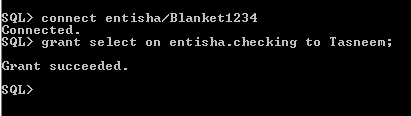 SQL> connect entisha/Blanket1234
Connected.
SQL> grant select on entisha.checking to Tasneem;
Grant succeeded.
SQL>